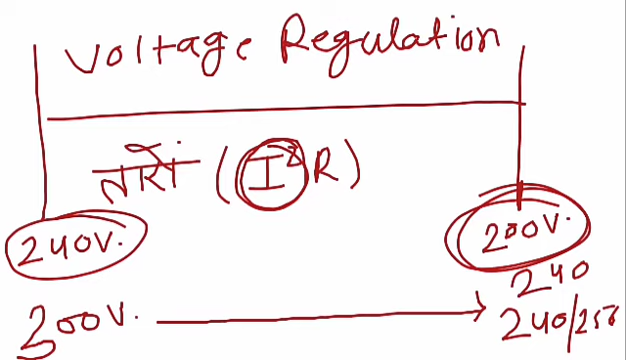 Voltage Regulation
तारों (I²R)
240V. 200V.
240
300V. 240/250